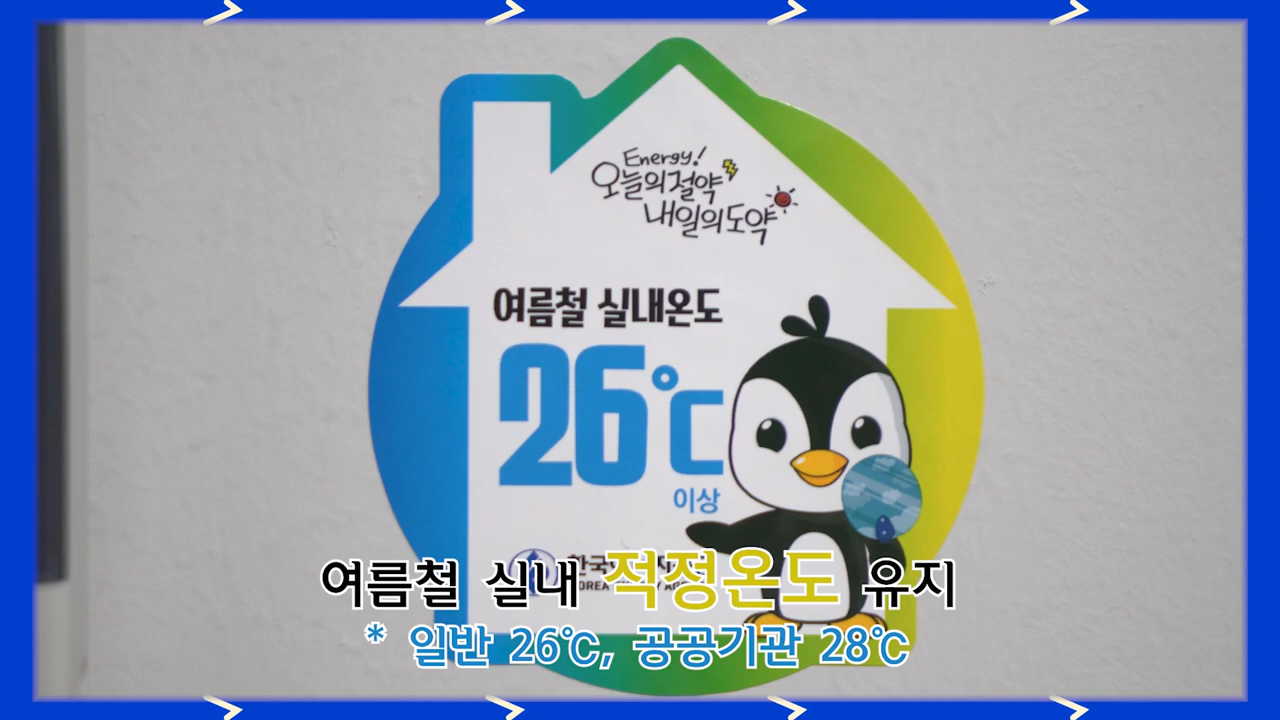 Energy!
오늘의 절약
내일의 도약
여름철 실내온도
26℃
이상
여름철 실내 적정온도 유지
* 일반 26℃, 공공기관 28℃